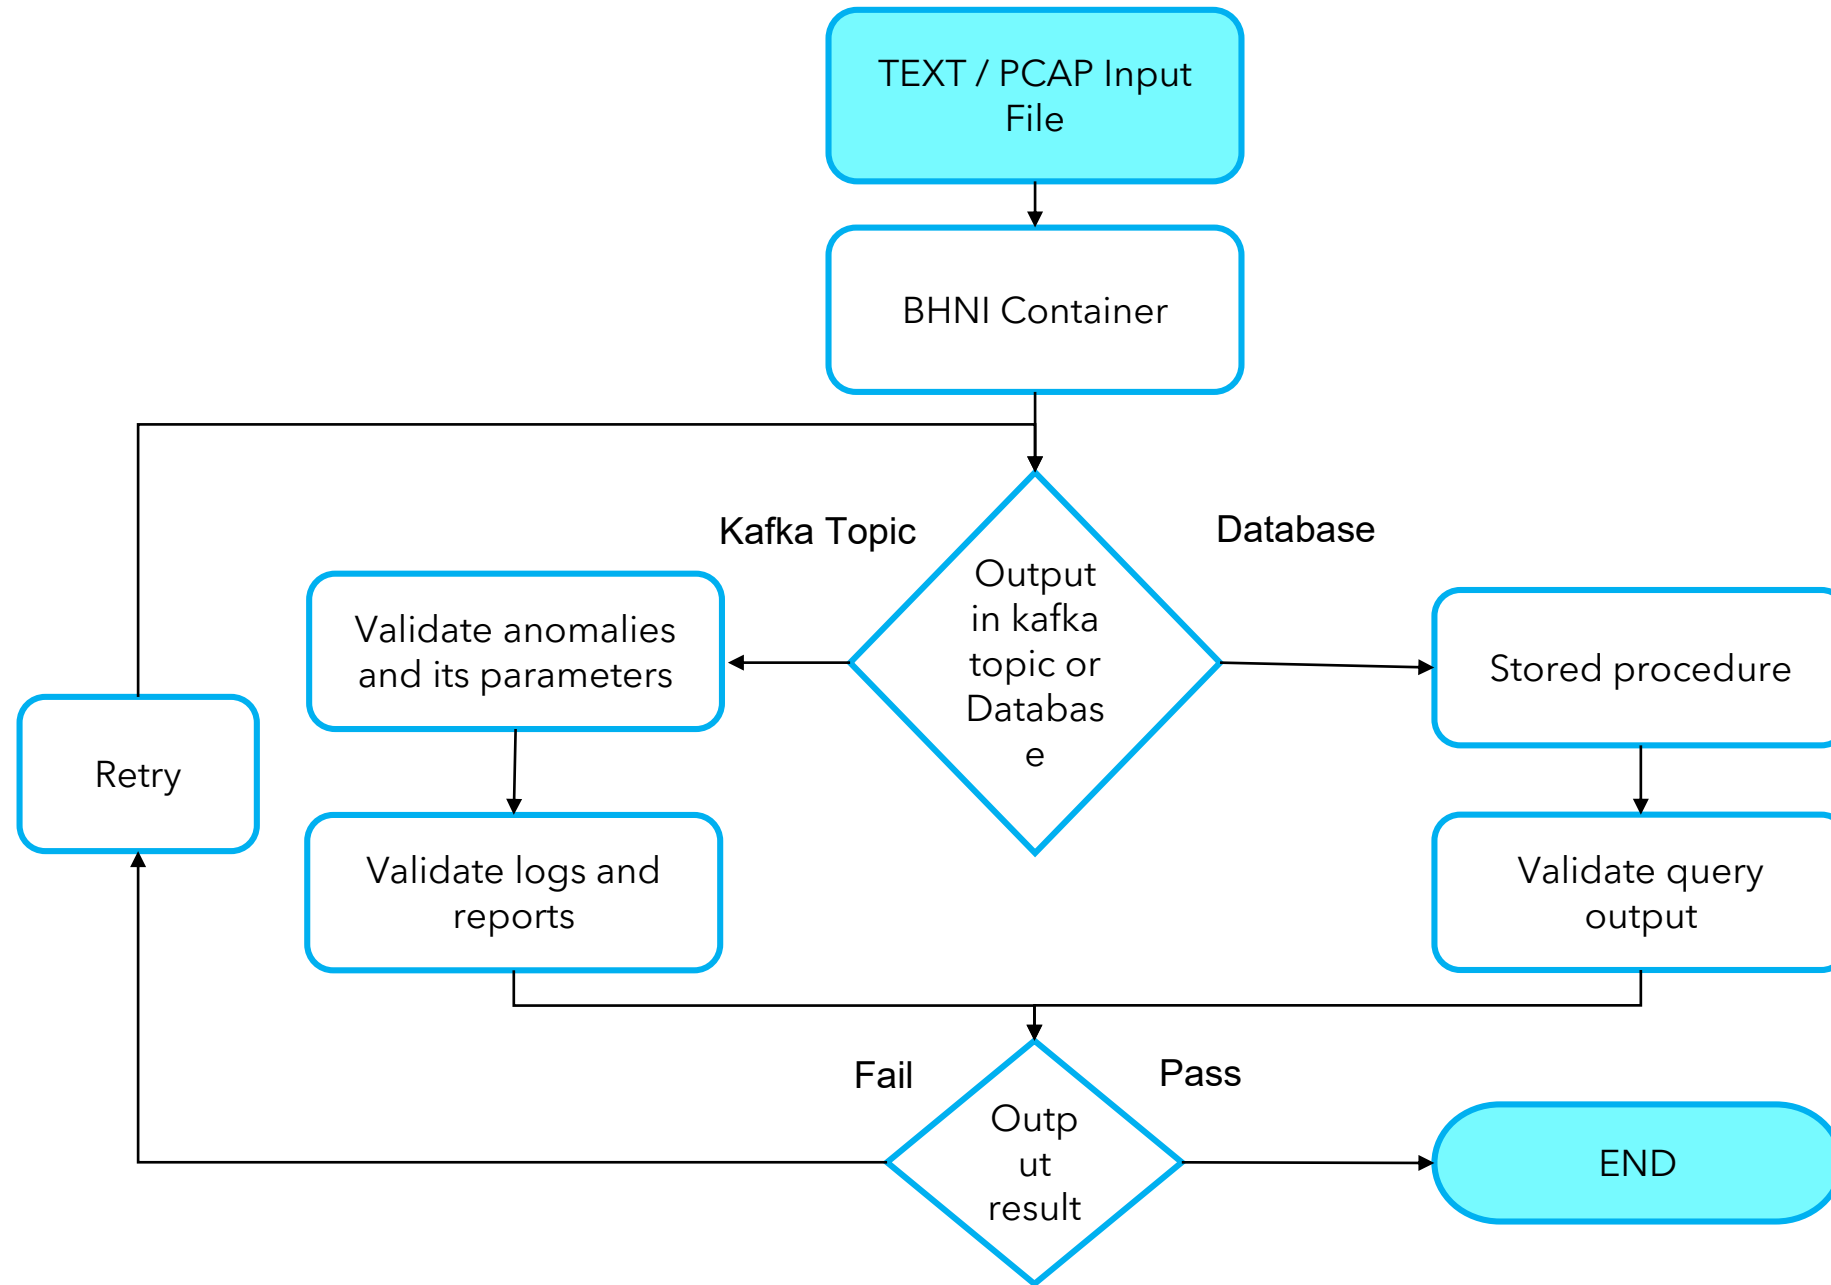 TEXT / PCAP Input
File
BHNI Container
Kafka Topic
Database
Output
in kafka
topic or
Databas
e
Validate anomalies
and its parameters
Stored procedure
Retry
Validate logs and
reports
Validate query
output
Fail
Pass
Outp
ut
result
END